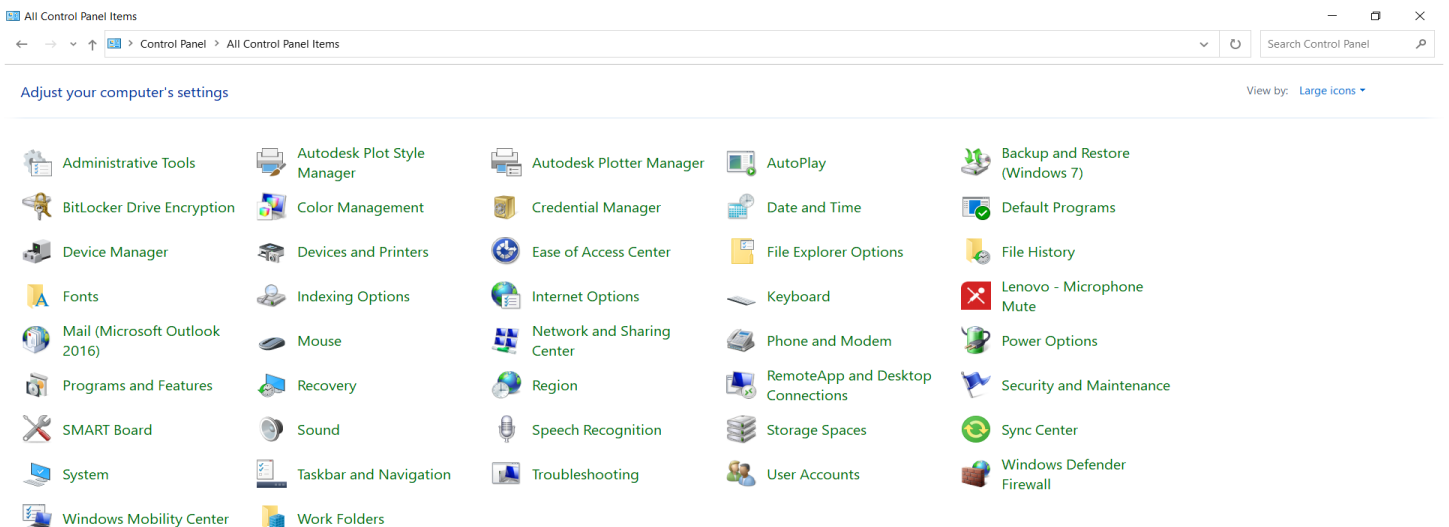 All Control Panel Items
Control Panel > All Control Panel Items
Search Control Panel
Adjust your computer's settings
View by: Large icons
Administrative Tools
Autodesk Plot Style
Manager
Autodesk Plotter Manager
AutoPlay
Backup and Restore
(Windows 7)
BitLocker Drive Encryption
Color Management
Credential Manager
Date and Time
Default Programs
Device Manager
Devices and Printers
Ease of Access Center
File Explorer Options
File History
Fonts
Indexing Options
Internet Options
Keyboard
Lenovo - Microphone
Mute
Mail (Microsoft Outlook
2016)
Mouse
Network and Sharing
Center
Phone and Modem
Power Options
Programs and Features
Recovery
Region
RemoteApp and Desktop
Connections
Security and Maintenance
SMART Board
Sound
Speech Recognition
Storage Spaces
Sync Center
System
Taskbar and Navigation
Troubleshooting
User Accounts
Windows Defender
Firewall
Windows Mobility Center
Work Folders